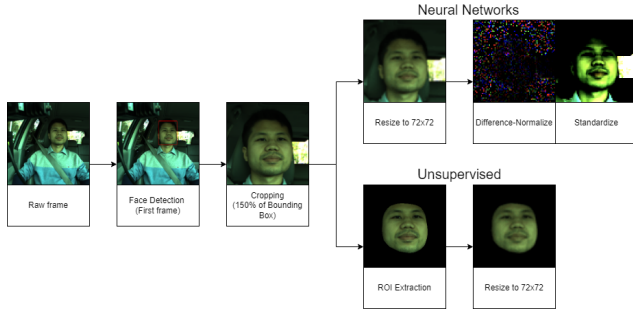 Neural Networks
Resize to 72x72
Difference-Normalize
Standardize
Raw frame
Face Detection
(First frame)
Cropping
(150% of Bounding
Box)
Unsupervised
ROI Extraction
Resize to 72x72